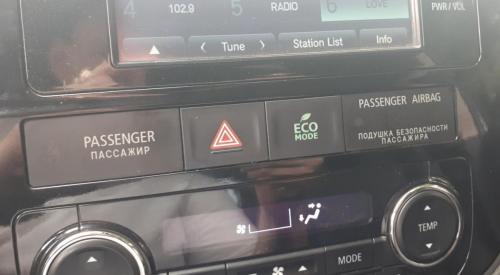 4 102.9 5 RADIO 6 LOVE
PWR / VOL
Tune
Station List
Info
PASSENGER
ПАССАЖИР
ECO
MODE
PASSENGER AIRBAG
ПОДУШКА БЕЗОПАСНОСТИ
ПАССАЖИРА
TEMP
MODE